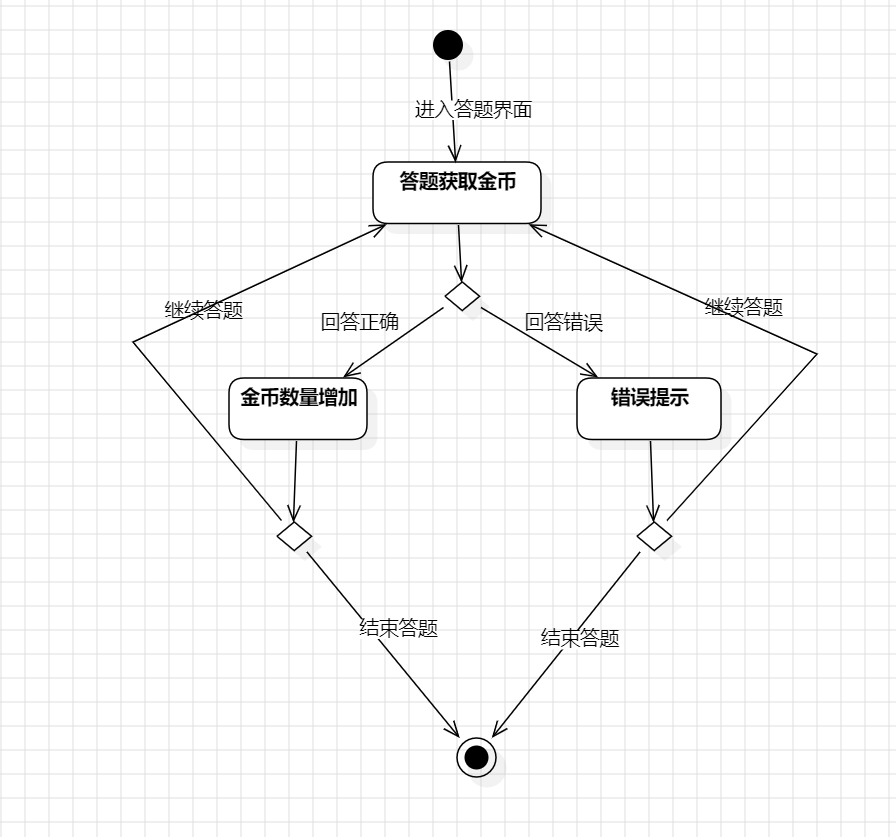 进入答题界面
答题获取金币
继续答题
继续答题
回答正确
回答错误
金币数量增加
错误提示
结束答题
结束答题